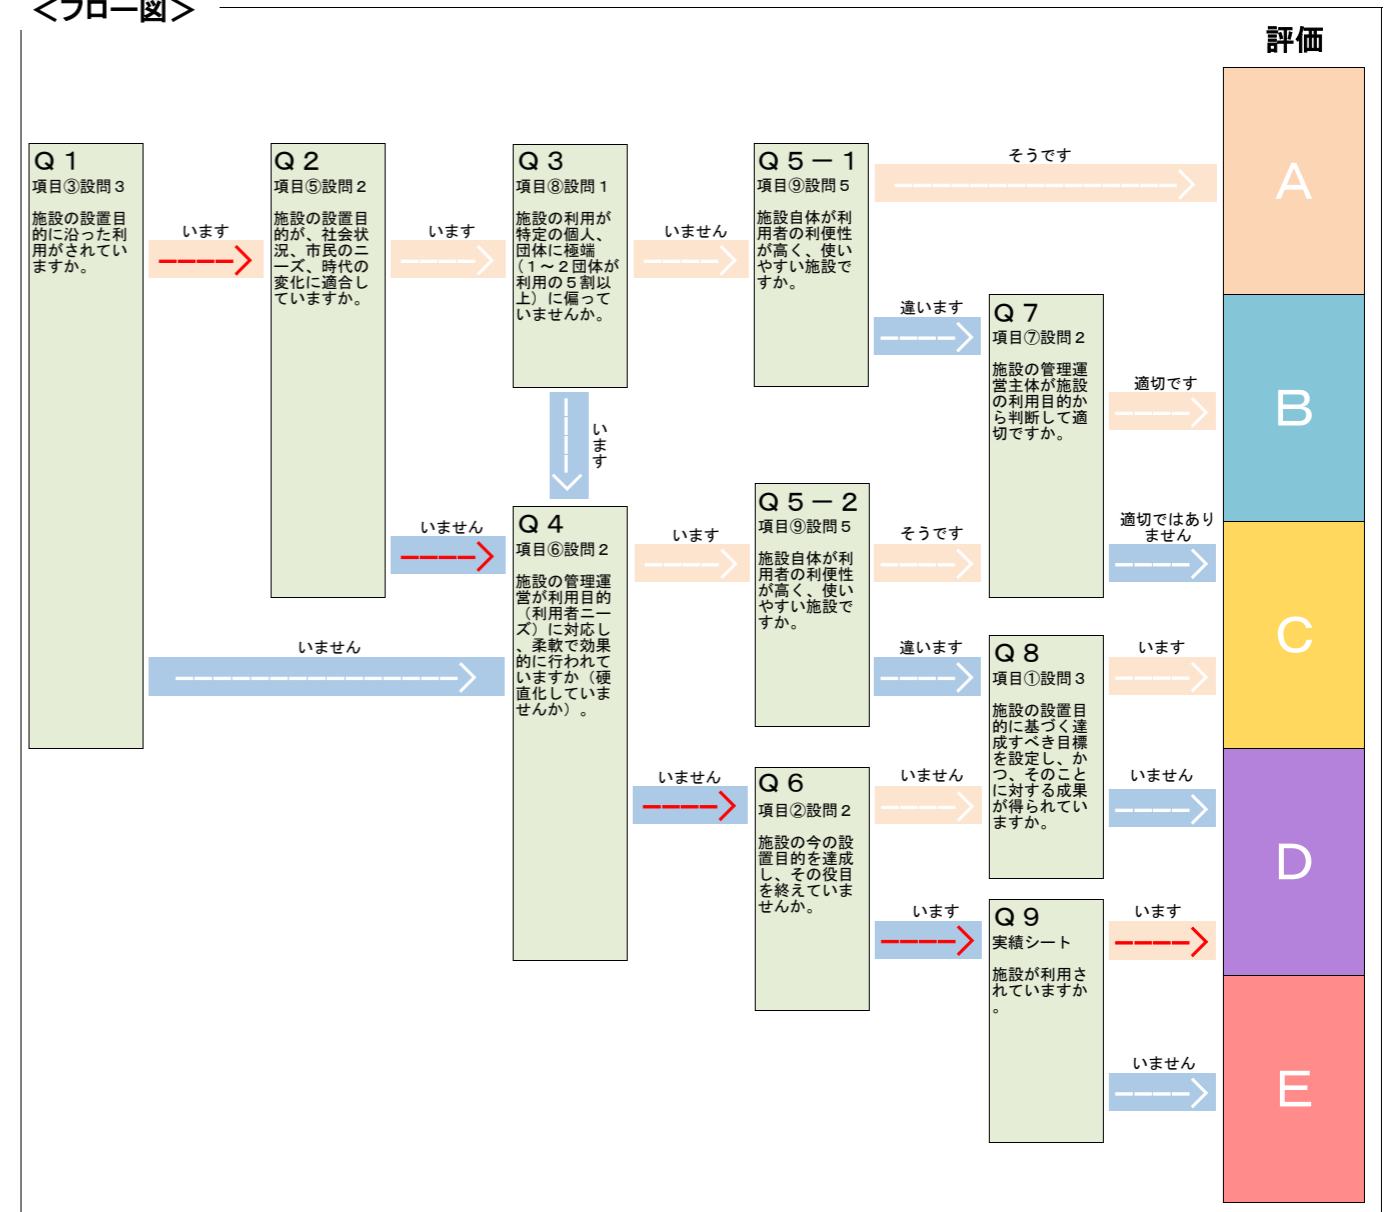 <フロー図>
評価
Q1
項目③設問3
施設の設置目
的に沿った利
用がされてい
ますか。
います
いません
Q2
項目⑤設問2
施設の設置目
的が、社会状
況、市民のニ
ーズ、時代の
変化に適合し
ていますか。
います
いません
Q3
項目⑧設問1
施設の利用が
特定の個人、
団体に極端
(1~2団体が
利用の5割以
上)に偏って
いませんか。
いません
います
Q4
項目⑥設問2
施設の管理運
営が利用目的
(利用者ニー
ズ)に対応し
、柔軟で効果
的に行われて
いますか(硬
直化していま
せんか)。
います
いません
Q5-1
項目⑨設問5
施設自体が利
用者の利便性
が高く、使い
やすい施設で
すか。
そうです
違います
Q5-2
項目⑨設問5
施設自体が利
用者の利便性
が高く、使い
やすい施設で
すか。
そうです
違います
Q6
項目②設問2
施設の今の設
置目的を達成
し、その役目
を終えていま
せんか。
いません
います
Q7
項目⑦設問2
施設の管理運
営主体が施設
の利用目的か
ら判断して適
切ですか。
適切です
適切ではあり
ません
Q8
項目①設問3
施設の設置目
的に基づく達
成すべき目標
を設定し、か
つ、そのこと
に対する成果
が得られてい
ますか。
います
いません
Q9
実績シート
施設が利用さ
れていますか
。
います
いません
A
B
C
D
E